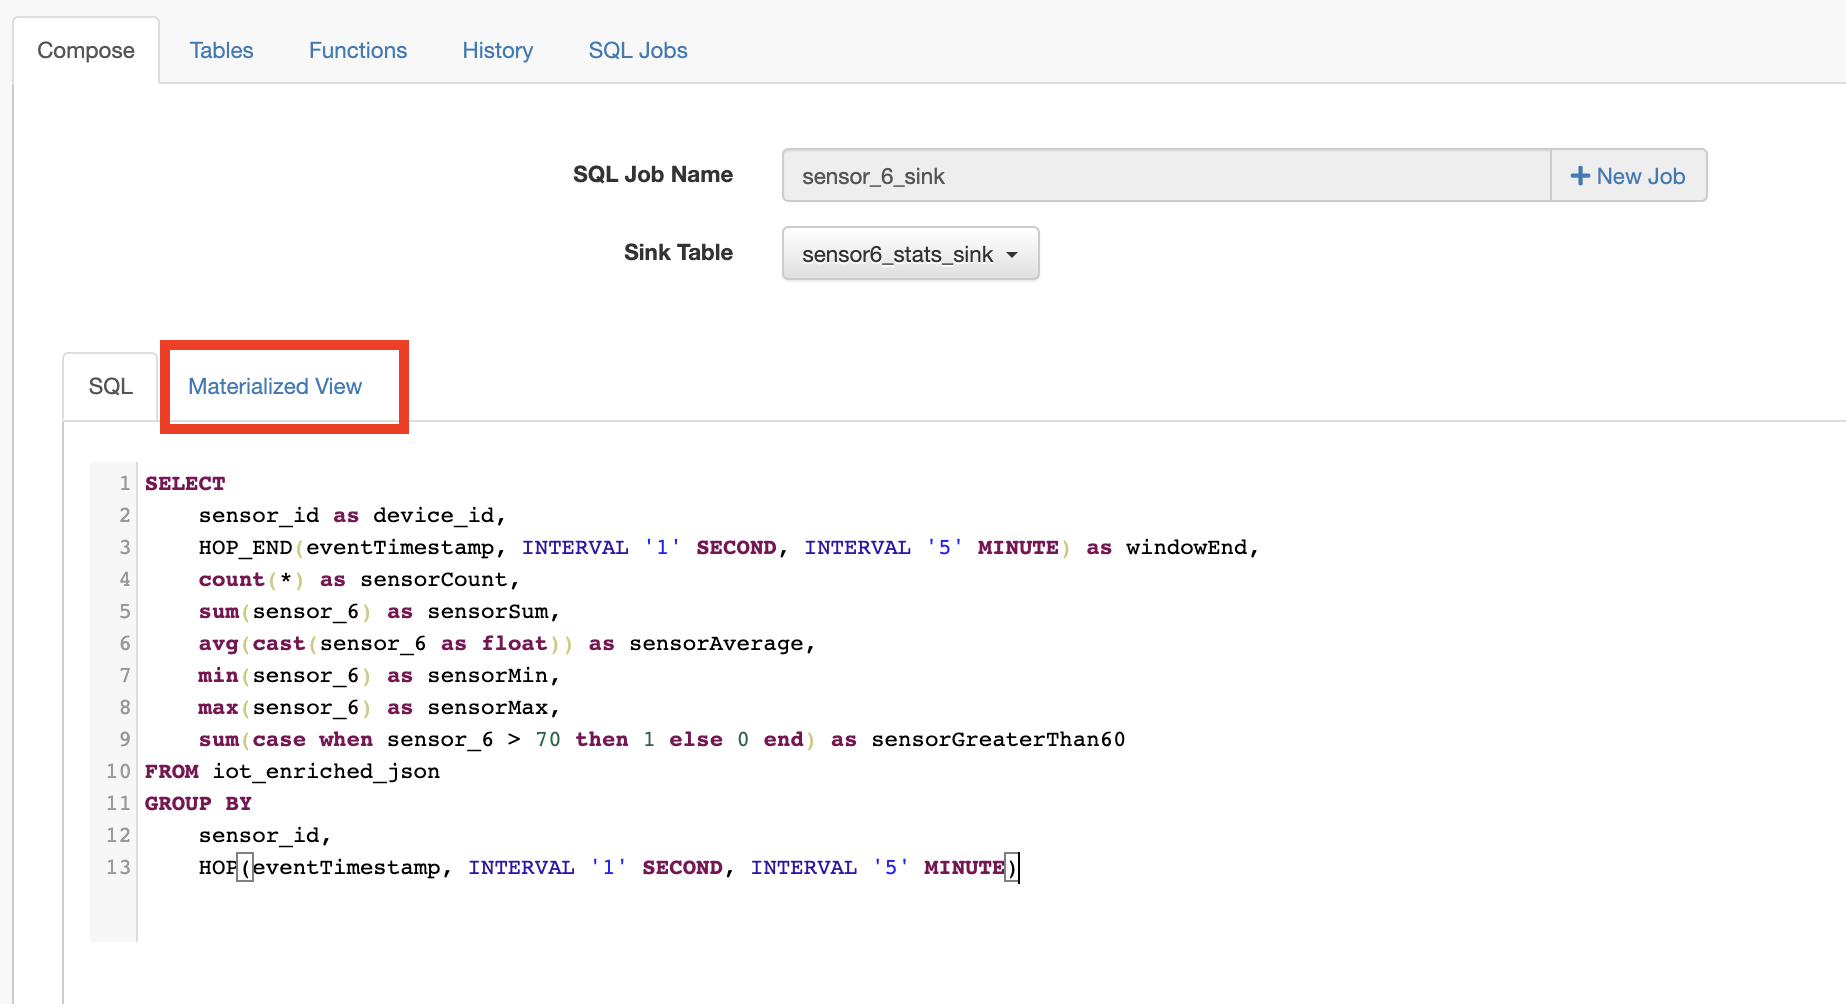 Compose Tables Functions History SQL Jobs
SQL Job Name sensor_6_sink + New Job
Sink Table sensor6_stats_sink
SQL Materialized View
1 SELECT
2 sensor_id as device_id,
3 HOP_END(eventTimestamp, INTERVAL '1' SECOND, INTERVAL '5' MINUTE) as windowEnd,
4 count(*) as sensorCount,
5 sum(sensor_6) as sensorSum,
6 avg(cast(sensor_6 as float)) as sensorAverage,
7 min(sensor_6) as sensorMin,
8 max(sensor_6) as sensorMax,
9 sum(case when sensor_6 > 70 then 1 else 0 end) as sensorGreaterThan60
10 FROM iot_enriched_json
11 GROUP BY
12 sensor_id,
13 HOP(eventTimestamp, INTERVAL '1' SECOND, INTERVAL '5' MINUTE)